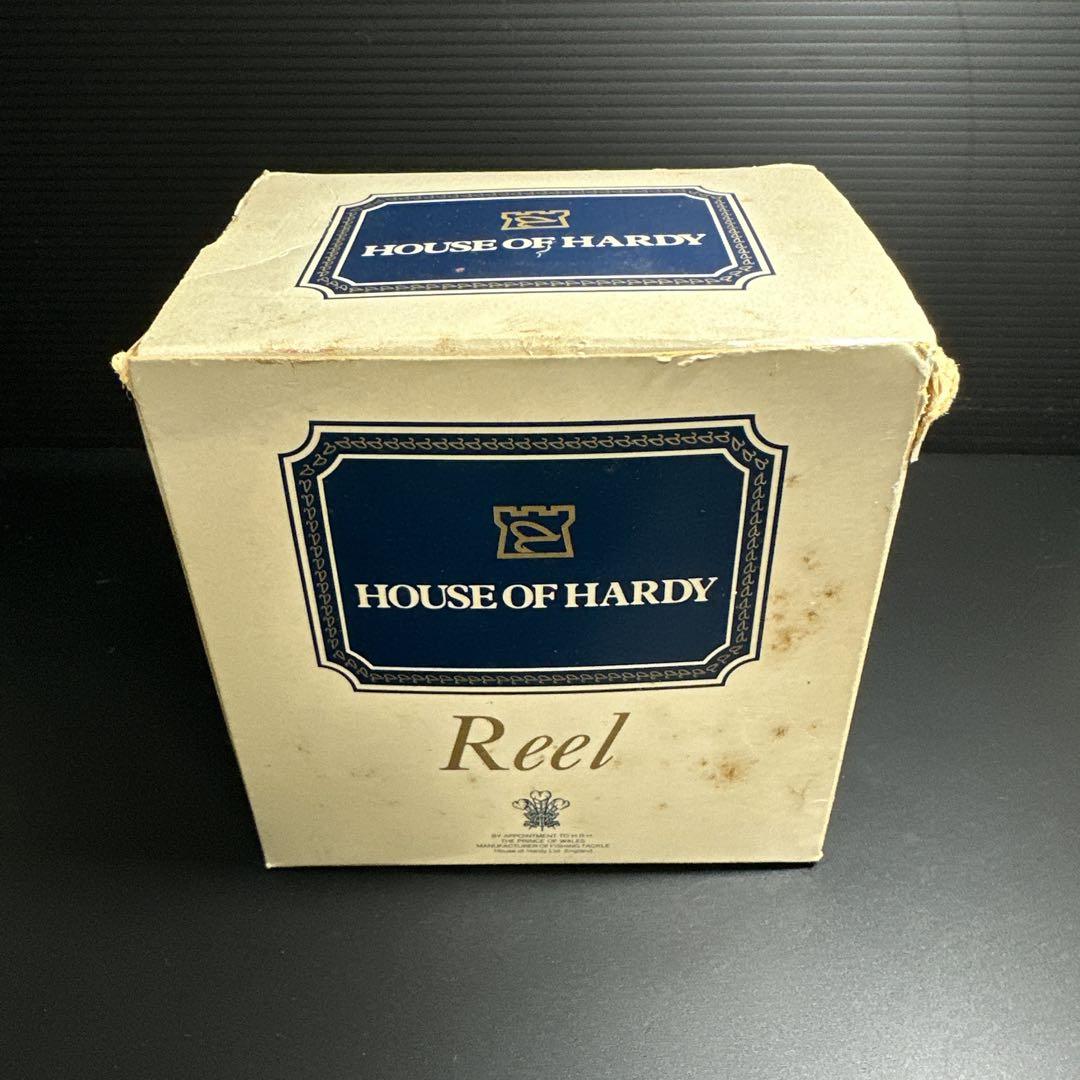 HOUSE OF HARDY
HOUSE OF HARDY
Reel
BY APPOINTMENT TO H.R.H.
THE PRINCE OF WALES
MANUFACTURER OF FISHING TACKLE
House of Hardy Ltd. England